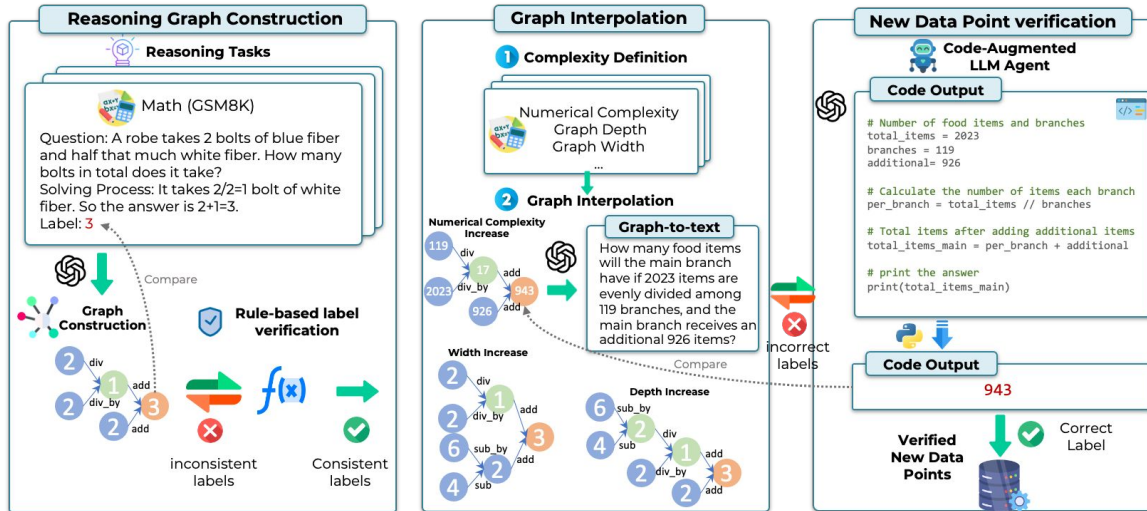 Reasoning Graph Construction
Reasoning Tasks
Math (GSM8K)
Question: A robe takes 2 bolts of blue fiber
and half that much white fiber. How many
bolts in total does it take?
Solving Process: It takes 2/2=1 bolt of white
fiber. So the answer is 2+1=3.
Label: 3
Compare
Graph
Construction
Rule-based label
verification
2
div
1
add
2
div_by
3
2
add
f(x)
inconsistent
labels
Consistent
labels
Graph Interpolation
1 Complexity Definition
Numerical Complexity
Graph Depth
Graph Width
...
2 Graph Interpolation
Numerical Complexity
Increase
119
div
17
add
2023
div_by
943
926
add
Graph-to-text
How many food items
will the main branch
have if 2023 items are
evenly divided among
119 branches, and the
main branch receives an
additional 926 items?
Compare
incorrect
labels
Width Increase
2
div
1
add
2
div_by
3
6
sub_by
2
add
4
sub
Depth Increase
6
sub_by
2
div
4
sub
1
add
2
div_by
3
2
add
New Data Point verification
Code-Augmented
LLM Agent
Code Output
# Number of food items and branches
total_items = 2023
branches = 119
additional= 926
# Calculate the number of items each branch
per_branch = total_items // branches
# Total items after adding additional items
total_items_main = per_branch + additional
# print the answer
print(total_items_main)
Code Output
943
Verified
New Data
Points
Correct
Label